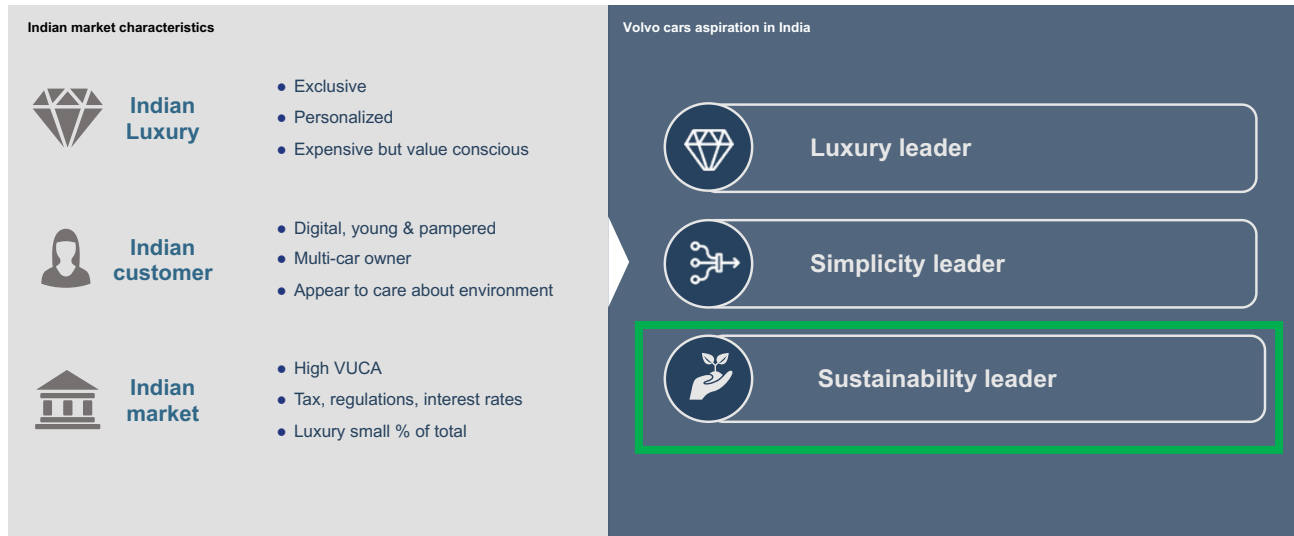 Indian market characteristics
Indian
Luxury
● Exclusive
● Personalized
● Expensive but value conscious
Indian
customer
● Digital, young & pampered
● Multi-car owner
● Appear to care about environment
Indian
market
● High VUCA
● Tax, regulations, interest rates
● Luxury small % of total
Volvo cars aspiration in India
Luxury leader
Simplicity leader
Sustainability leader